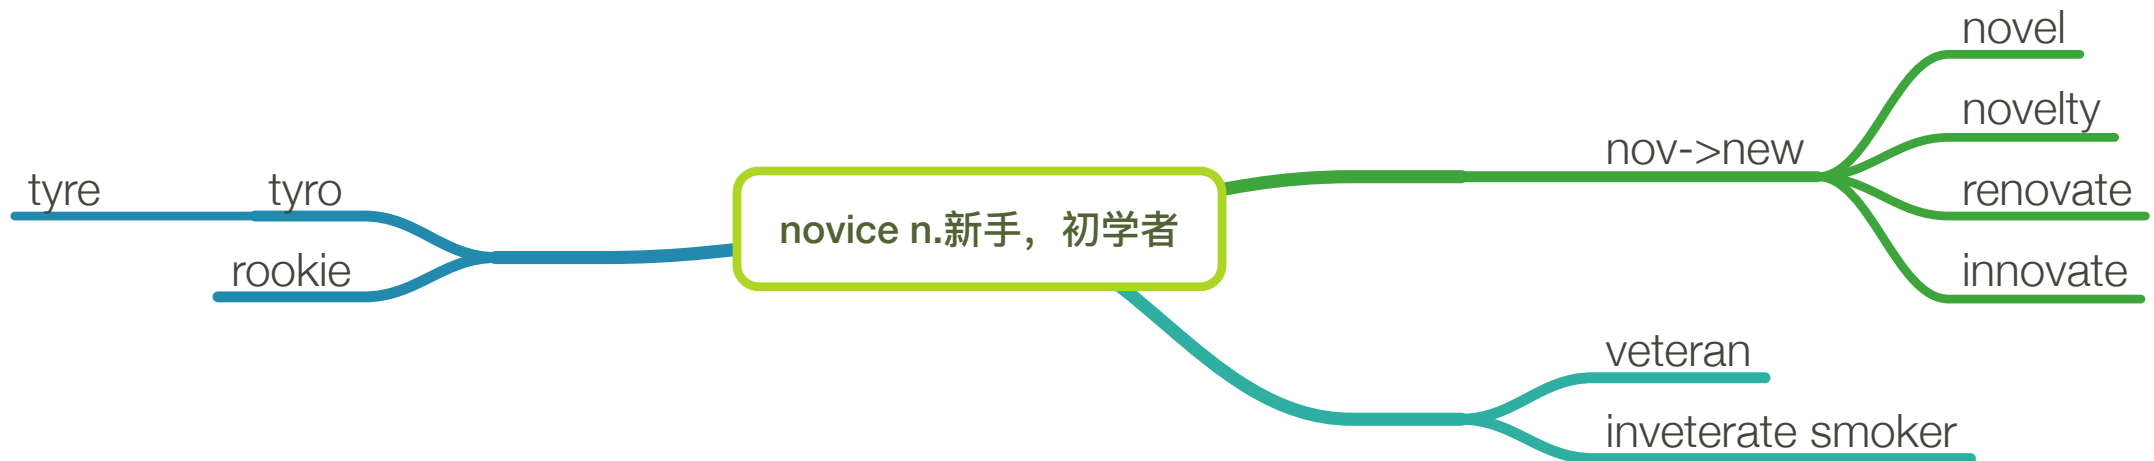 novice n.新手，初学者
nov->new
novel
novelty
renovate
innovate
veteran
inveterate smoker
tyro
tyre
rookie